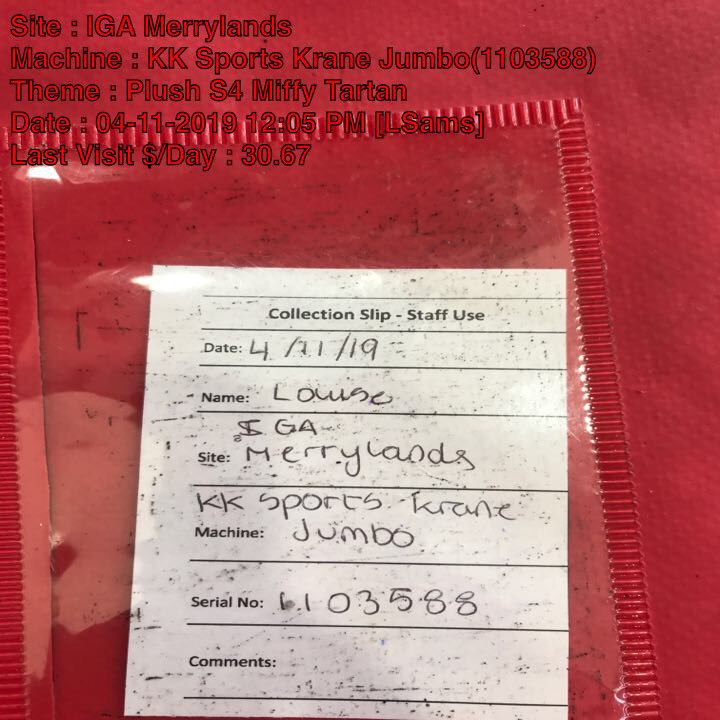 Site : IGA Merrylands
Machine : KK Sports Krane Jumbo(1103588)
Theme : Plush S4 Miffy Tartan
Date : 04-11-2019 12:05 PM [LSams]
Last Visit $/Day : 30.67
Collection Slip - Staff Use
Date: 4/11/19
Name: Louise
IGA
Site: Merrylands
KK Sports Krane
Machine: Jumbo
Serial No: 1103588
Comments: